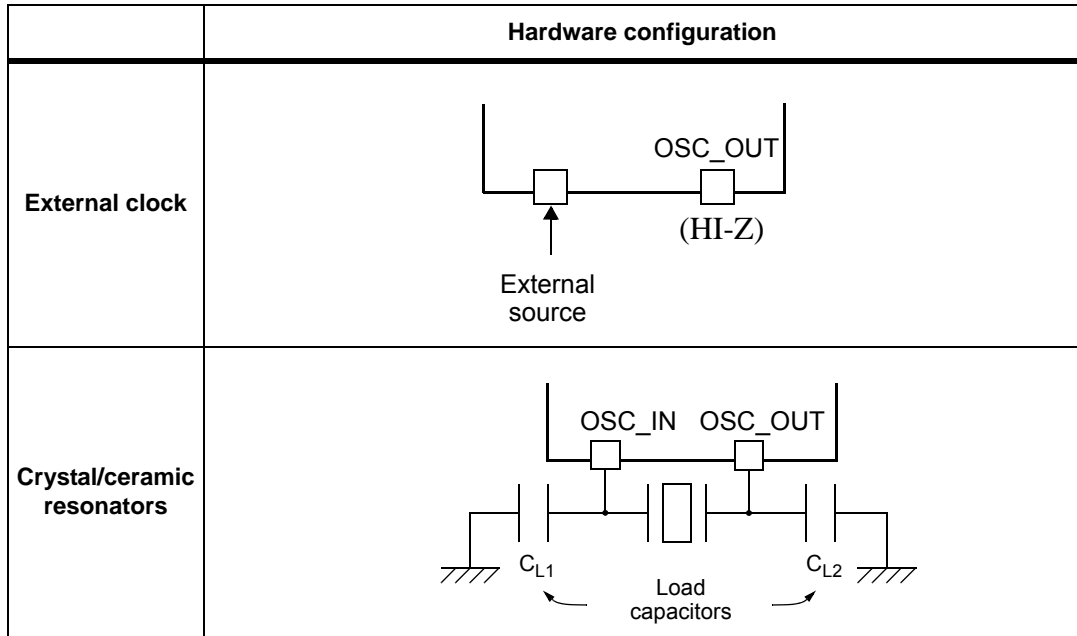 Hardware configuration
External clock
OSC_OUT
(HI-Z)
External
source
Crystal/ceramic
resonators
OSC_IN OSC_OUT
CL1
CL2
Load
capacitors